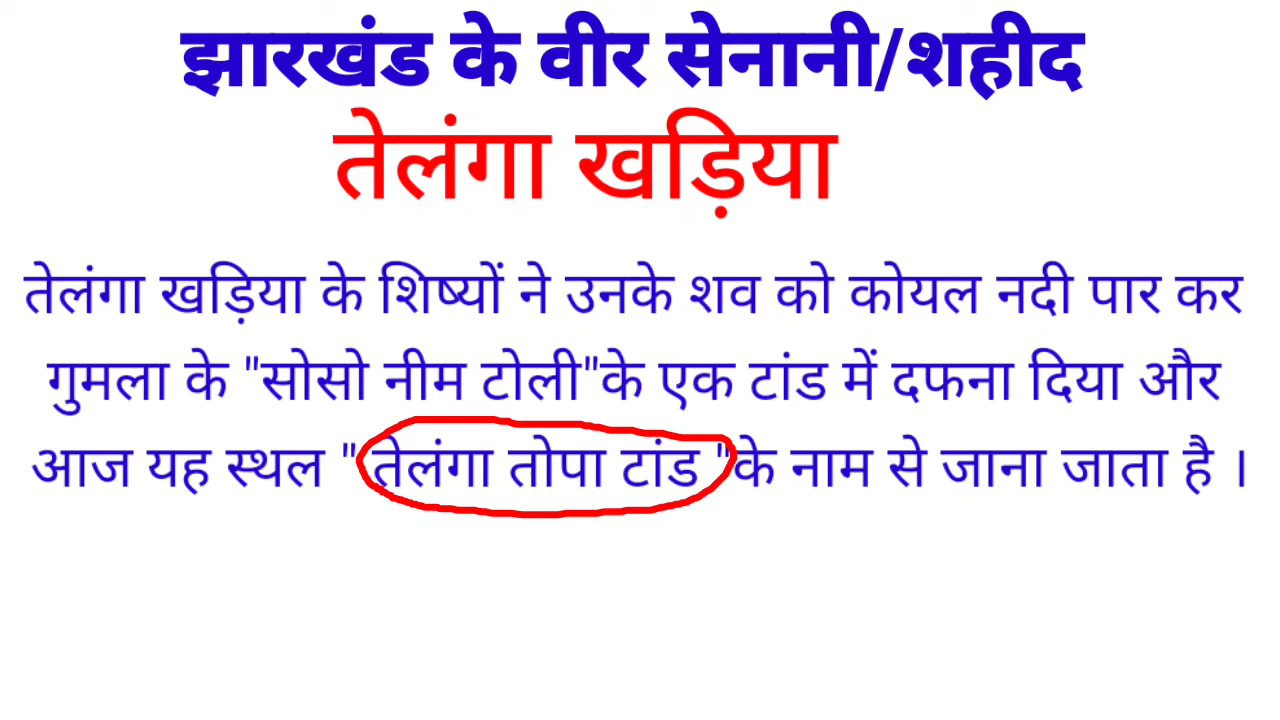 झारखंड के वीर सेनानी/शहीद
तेलंगा खड़िया
तेलंगा खड़िया के शिष्यों ने उनके शव को कोयल नदी पार कर
गुमला के "सोसो नीम टोली"के एक टांड में दफना दिया और
आज यह स्थल " तेलंगा तोपा टांड "के नाम से जाना जाता है ।